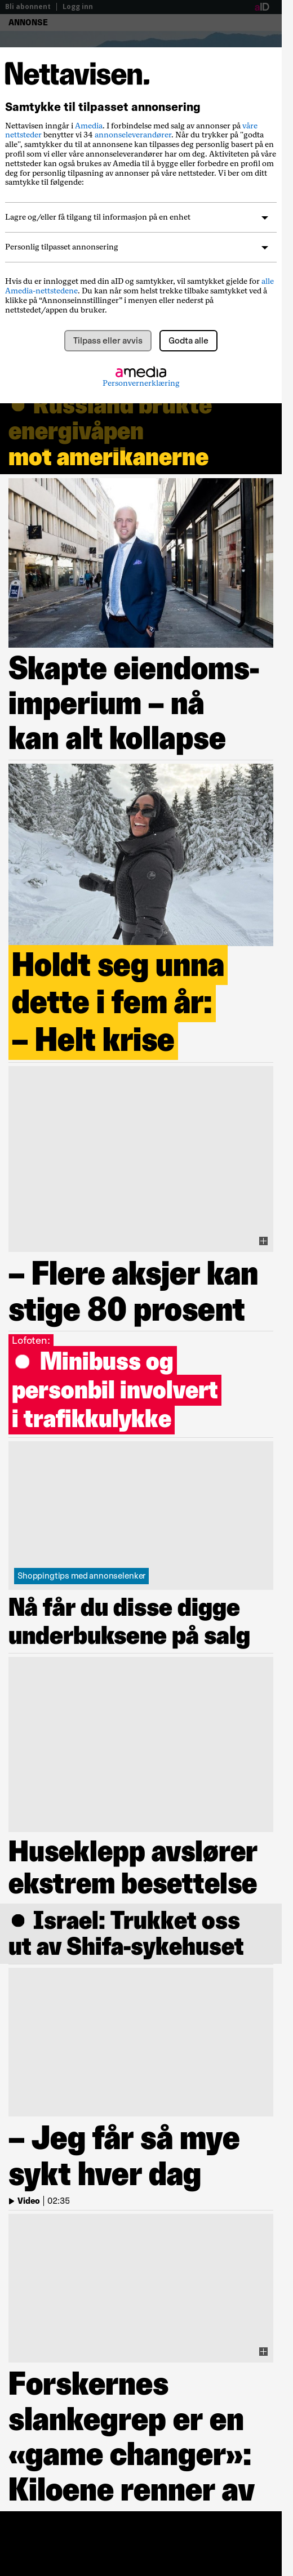 Bli abonnent | Logg inn
aID
ANNONSE
Nettavisen.
Samtykke til tilpasset annonsering
Nettavisen inngår i Amedia. I forbindelse med salg av annonser på våre
nettsteder benytter vi 34 annonseleverandører. Når du trykker på "godta
alle", samtykker du til at annonsene kan tilpasses deg personlig basert på en
profil som vi eller våre annonseleverandører har om deg. Aktivitetene på våre
nettsteder kan også brukes av Amedia til å bygge eller forbedre en profil om
deg for personlig tilpasning av annonser på våre nettsteder. Vi ber om ditt
samtykke til følgende:
Lagre og/eller få tilgang til informasjon på en enhet
Personlig tilpasset annonsering
Hvis du er innlogget med din aID og samtykker, vil samtykket gjelde for alle
Amedia-nettstedene. Du kan når som helst trekke tilbake samtykket ved å
klikke på “Annonseinnstillinger” i menyen eller nederst på
nettstedet/appen du bruker.
Tilpass eller avvis
Godta alle
amedia
Personvernerklæring
Russland brukte
energivåpen
mot amerikanerne
Skapte eiendoms-
imperium – nå
kan alt kollapse
Holdt seg unna
dette i fem år:
– Helt krise
– Flere aksjer kan
stige 80 prosent
Lofoten:
Minibuss og
personbil involvert
i trafikkulykke
Shoppingtips med annonselenker
Nå får du disse digge
underbuksene på salg
Huseklepp avslører
ekstrem besettelse
Israel: Trukket oss
ut av Shifa-sykehuset
– Jeg får så mye
sykt hver dag
Video | 02:35
Forskernes
slankegrep er en
«game changer»:
Kiloene renner av